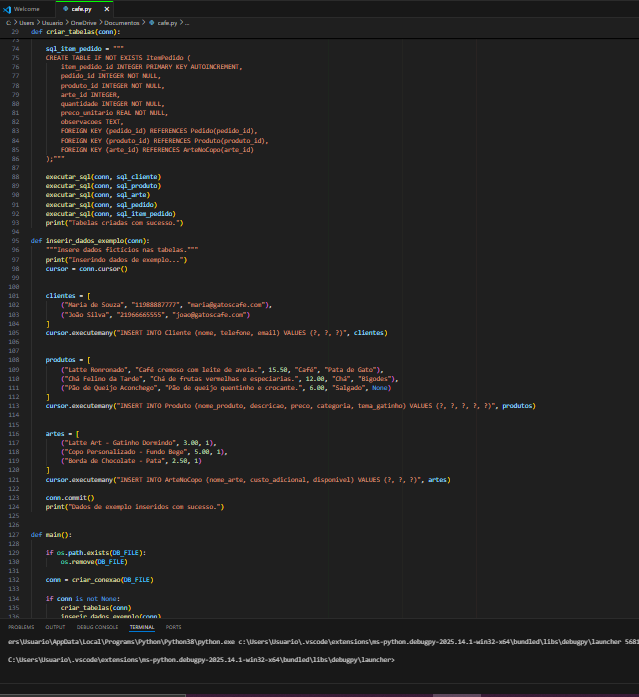 Welcome
cafe.py
C: > Users > Usuario > OneDrive > Documentos > cafe.py > ...
29 def criar_tabelas(conn):
73
74 sql_item_pedido = """
75 CREATE TABLE IF NOT EXISTS ItemPedido (
76 item_pedido_id INTEGER PRIMARY KEY AUTOINCREMENT,
77 pedido_id INTEGER NOT NULL,
78 produto_id INTEGER NOT NULL,
79 arte_id INTEGER,
80 quantidade INTEGER NOT NULL,
81 preco_unitario REAL NOT NULL,
82 observacoes TEXT,
83 FOREIGN KEY (pedido_id) REFERENCES Pedido(pedido_id),
84 FOREIGN KEY (produto_id) REFERENCES Produto(produto_id),
85 FOREIGN KEY (arte_id) REFERENCES ArteNoCopo(arte_id)
86 );"""
87
88 executar_sql(conn, sql_cliente)
89 executar_sql(conn, sql_produto)
90 executar_sql(conn, sql_arte)
91 executar_sql(conn, sql_pedido)
92 executar_sql(conn, sql_item_pedido)
93 print("Tabelas criadas com sucesso.")
94
95 def inserir_dados_exemplo(conn):
96 """Insere dados fictícios nas tabelas."""
97 print("Inserindo dados de exemplo...")
98 cursor = conn.cursor()
99
100
101 clientes = [
102 ("Maria de Souza", "11988887777", "maria@gatoscafe.com"),
103 ("João Silva", "21966665555", "joao@gatoscafe.com")
104 ]
105 cursor.executemany("INSERT INTO Cliente (nome, telefone, email) VALUES (?, ?, ?)", clientes)
106
107
108 produtos = [
109 ("Latte Ronronado", "Café cremoso com leite de aveia.", 15.50, "Café", "Pata de Gato"),
110 ("Chá Felino da Tarde", "Chá de frutas vermelhas e especiarias.", 12.00, "Chá", "Bigodes"),
111 ("Pão de Queijo Aconchego", "Pão de queijo quentinho e crocante.", 6.00, "Salgado", None)
112 ]
113 cursor.executemany("INSERT INTO Produto (nome_produto, descricao, preco, categoria, tema_gatinho) VALUES (?, ?, ?, ?, ?)", produtos)
114
115
116 artes = [
117 ("Latte Art - Gatinho Dormindo", 3.00, 1),
118 ("Copo Personalizado - Fundo Bege", 5.00, 1),
119 ("Borda de Chocolate - Pata", 2.50, 1)
120 ]
121 cursor.executemany("INSERT INTO ArteNoCopo (nome_arte, custo_adicional, disponivel) VALUES (?, ?, ?)", artes)
122
123 conn.commit()
124 print("Dados de exemplo inseridos com sucesso.")
125
126
127 def main():
128
129 if os.path.exists(DB_FILE):
130 os.remove(DB_FILE)
131
132 conn = criar_conexao(DB_FILE)
133
134 if conn is not None:
135 criar_tabelas(conn)
136 inserir_dados_exemplo(conn)
PROBLEMS OUTPUT DEBUG CONSOLE TERMINAL PORTS
ers\Usuario\AppData\Local\Programs\Python\Python38\python.exe c:\Users\Usuario\.vscode\extensions\ms-python.debugpy-2025.14.1-win32-x64\bundled\libs\debugpy\launcher 5681
C:\Users\Usuario\.vscode\extensions\ms-python.debugpy-2025.14.1-win32-x64\bundled\libs\debugpy\launcher>